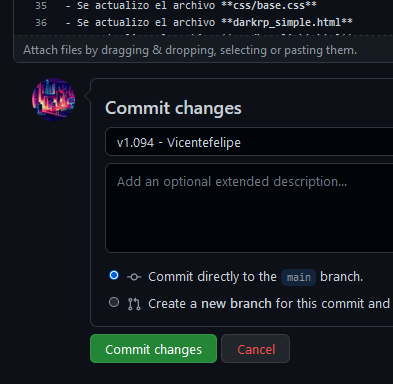 35 - Se actualizo el archivo **css/base.css**
36 - Se actualizo el archivo **darkrp_simple.html**
Attach files by dragging & dropping, selecting or pasting them.
Commit changes
v1.094 - Vicentefelipe
Add an optional extended description...
Commit directly to the main branch.
Create a new branch for this commit and
Commit changes
Cancel